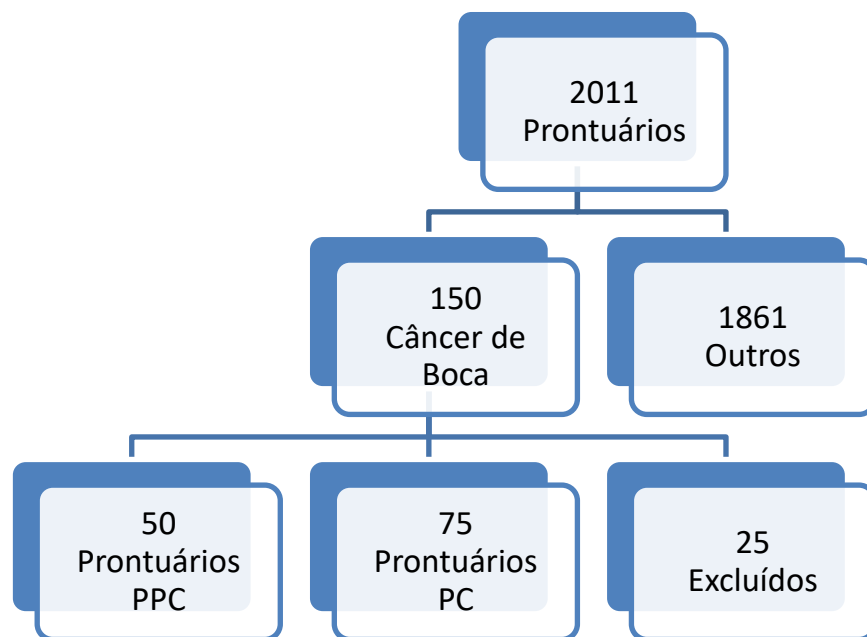 2011
Prontuários
150
Câncer de
Boca
1861
Outros
50
Prontuários
PPC
75
Prontuários
PC
25
Excluídos